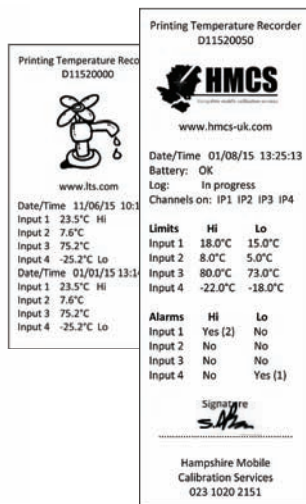 Printing Temperature Reco
D11520000
www.lts.com
Date/Time 11/06/15 10:1
Input 1 23.5°C Hi
Input 2 7.6°C
Input 3 75.2°C
Input 4 -25.2°C Lo
Date/Time 01/01/15 13:14
Input 1 23.5°C Hi
Input 2 7.6°C
Input 3 75.2°C
Input 4 -25.2°C Lo
Printing Temperature Recorder
D11520050
HMCS
www.hmcs-uk.com
Date/Time 01/08/15 13:25:13
Battery: OK
Log: In progress
Channels on: IP1 IP2 IP3 IP4
Limits Hi Lo
Input 1 18.0°C 15.0°C
Input 2 8.0°C 5.0°C
Input 3 80.0°C 73.0°C
Input 4 -22.0°C -18.0°C
Alarms Hi Lo
Input 1 Yes (2) No
Input 2 No No
Input 3 No No
Input 4 No Yes (1)
Signature
Hampshire Mobile
Calibration Services
023 1020 2151